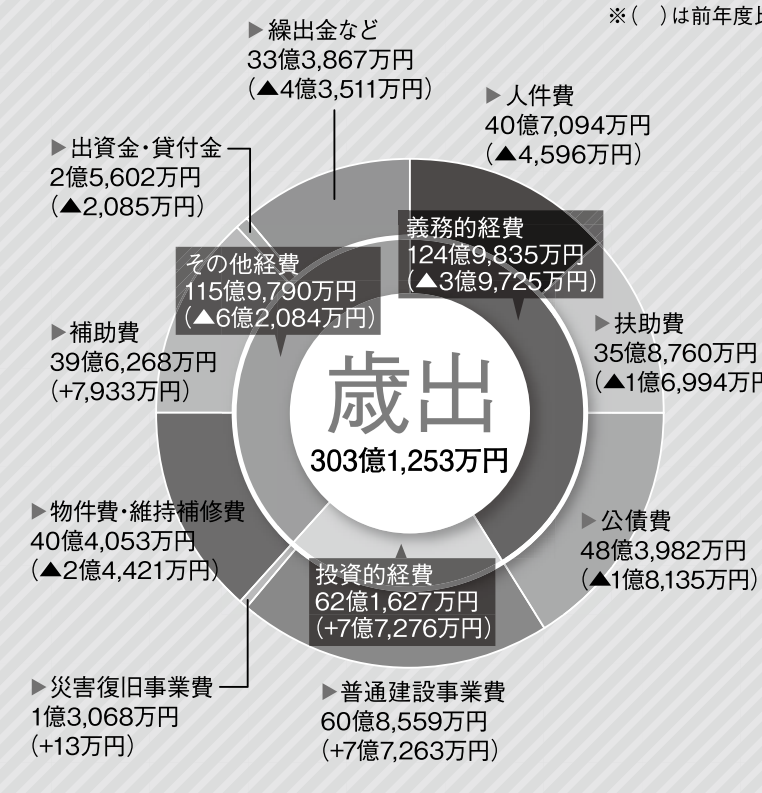 ※（　）は前年度
▶繰出金など
33億3,867万円
（▲4億3,511万円）
▶人件費
40億7,094万円
（▲4,596万円）
▶出資金・貸付金
2億5,602万円
（▲2,085万円）
義務的経費
124億9,835万円
（▲3億9,725万円）
その他経費
115億9,790万円
（▲6億2,084万円）
▶扶助費
35億8,760万円
（▲1億6,994万円
▶補助費
39億6,268万円
（+7,933万円）
歳出
303億1,253万円
▶物件費・維持補修費
40億4,053万円
（▲2億4,421万円）
▶公債費
48億3,982万円
（▲1億8,135万円）
投資的経費
62億1,627万円
（+7億7,276万円）
▶災害復旧事業費
1億3,068万円
（+13万円）
▶普通建設事業費
60億8,559万円
（+7億7,263万円）